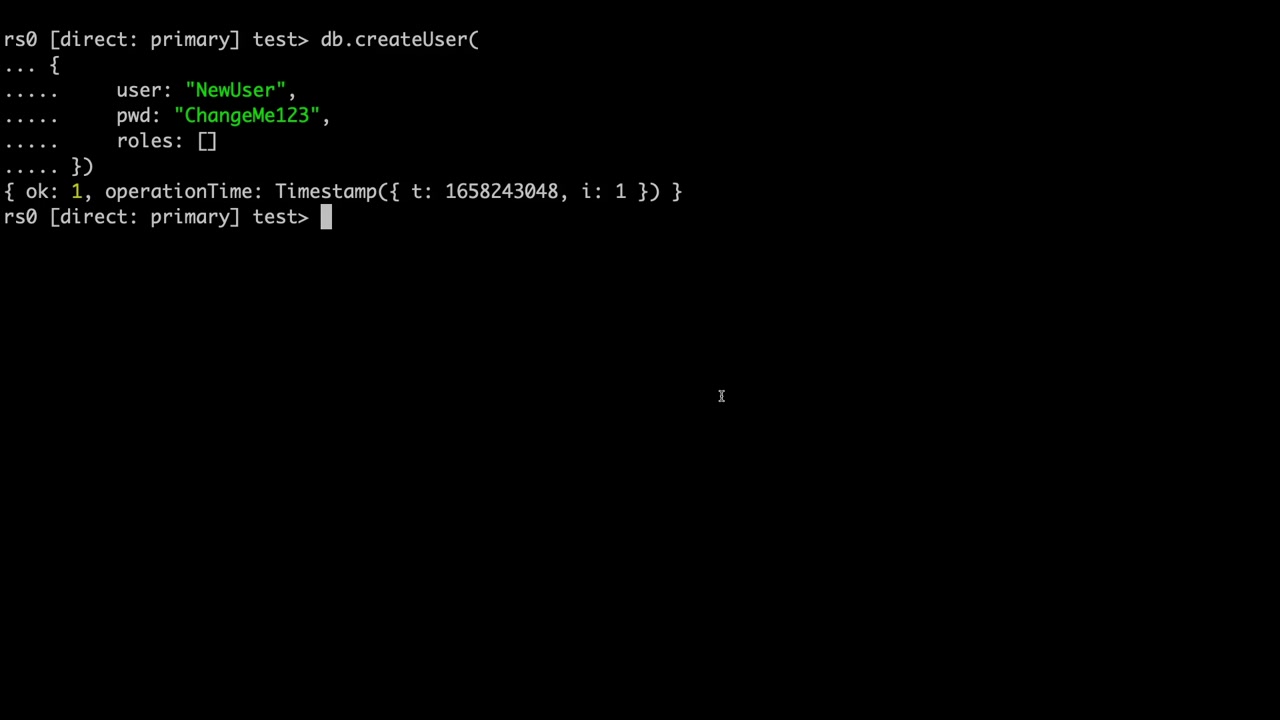 rs0 [direct: primary] test> db.createUser(
... {
.....     user: "NewUser",
.....     pwd: "ChangeMe123",
.....     roles: []
..... })
{ ok: 1, operationTime: Timestamp({ t: 1658243048, i: 1 }) }
rs0 [direct: primary] test>